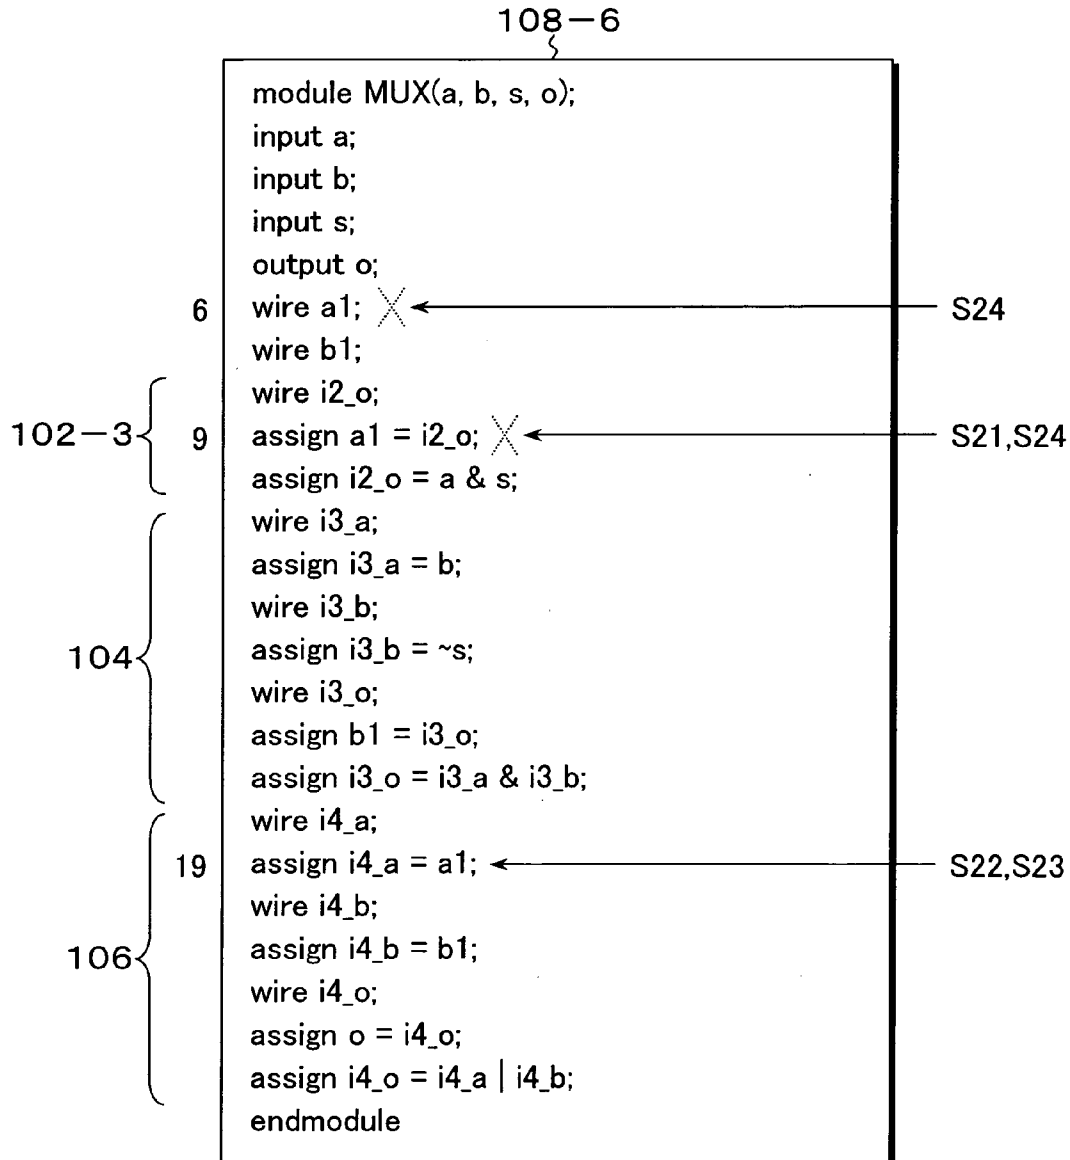 108-6
module MUX(a, b, s, o);
input a;
input b;
input s;
output o;
6 wire a1; S24
wire b1;
wire i2_o;
102-3 9 assign a1 = i2_o; S21,S24
assign i2_o = a & s;
wire i3_a;
assign i3_a = b;
wire i3_b;
104 assign i3_b = ~s;
wire i3_o;
assign b1 = i3_o;
assign i3_o = i3_a & i3_b;
wire i4_a;
19 assign i4_a = a1; S22,S23
wire i4_b;
106 assign i4_b = b1;
wire i4_o;
assign o = i4_o;
assign i4_o = i4_a | i4_b;
endmodule